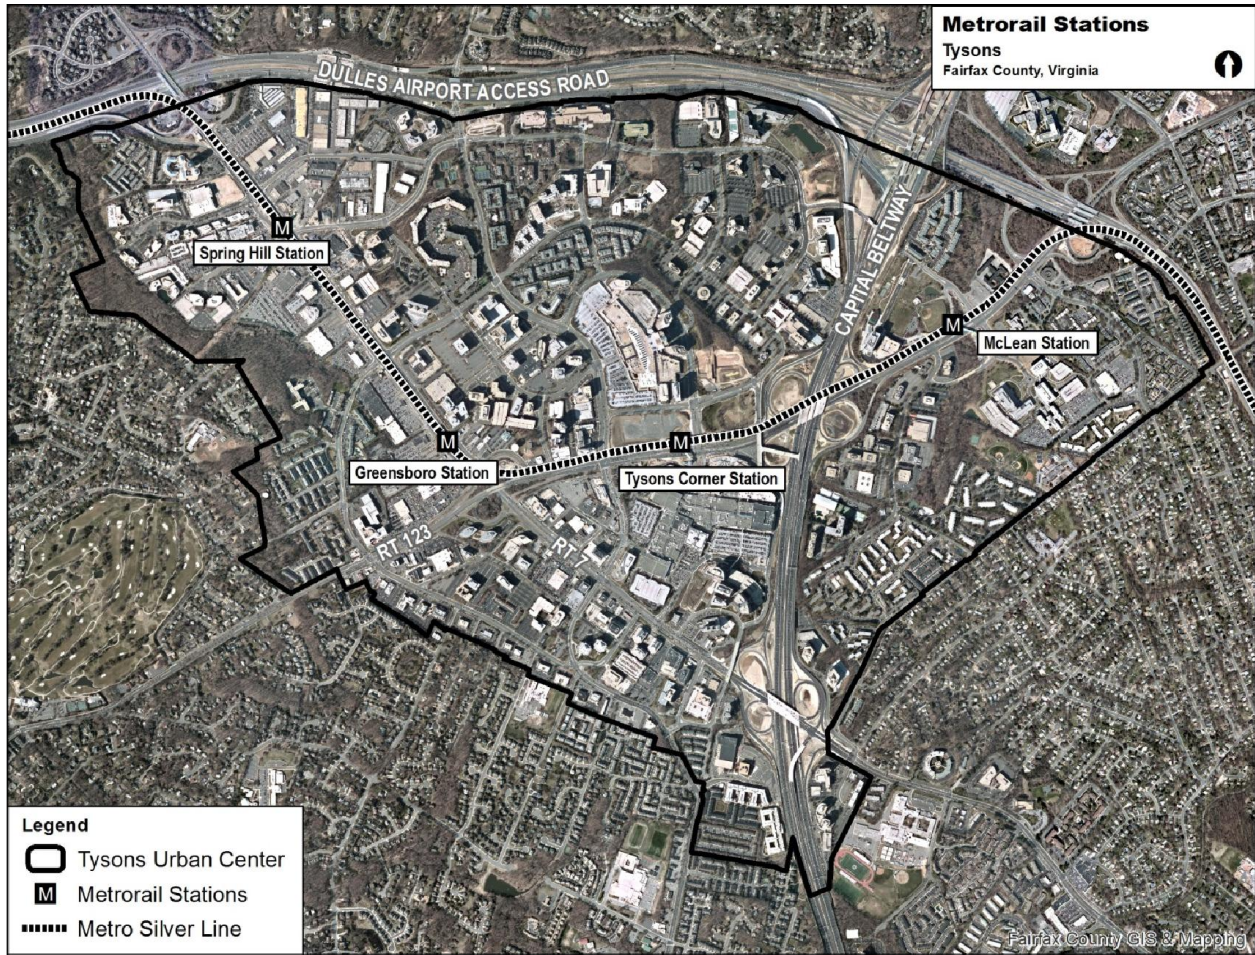 Metrorail Stations
Tysons
Fairfax County, Virginia
DULLES AIRPORT ACCESS ROAD
CAPITAL BELTWAY
M
Spring Hill Station
M
McLean Station
M
Greensboro Station
M
Tysons Corner Station
RT 123
RT 7
Legend
Tysons Urban Center
M Metrorail Stations
Metro Silver Line
Fairfax County GIS & Mapping